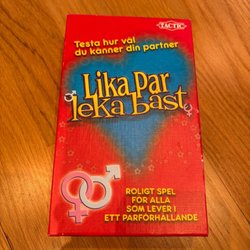 TACTIC
Testa hur väl
du känner din partner
Lika Par
leka bäst
ROLIGT SPEL
FÖR ALLA
SOM LEVER I
ETT PARFÖRHÅLLANDE